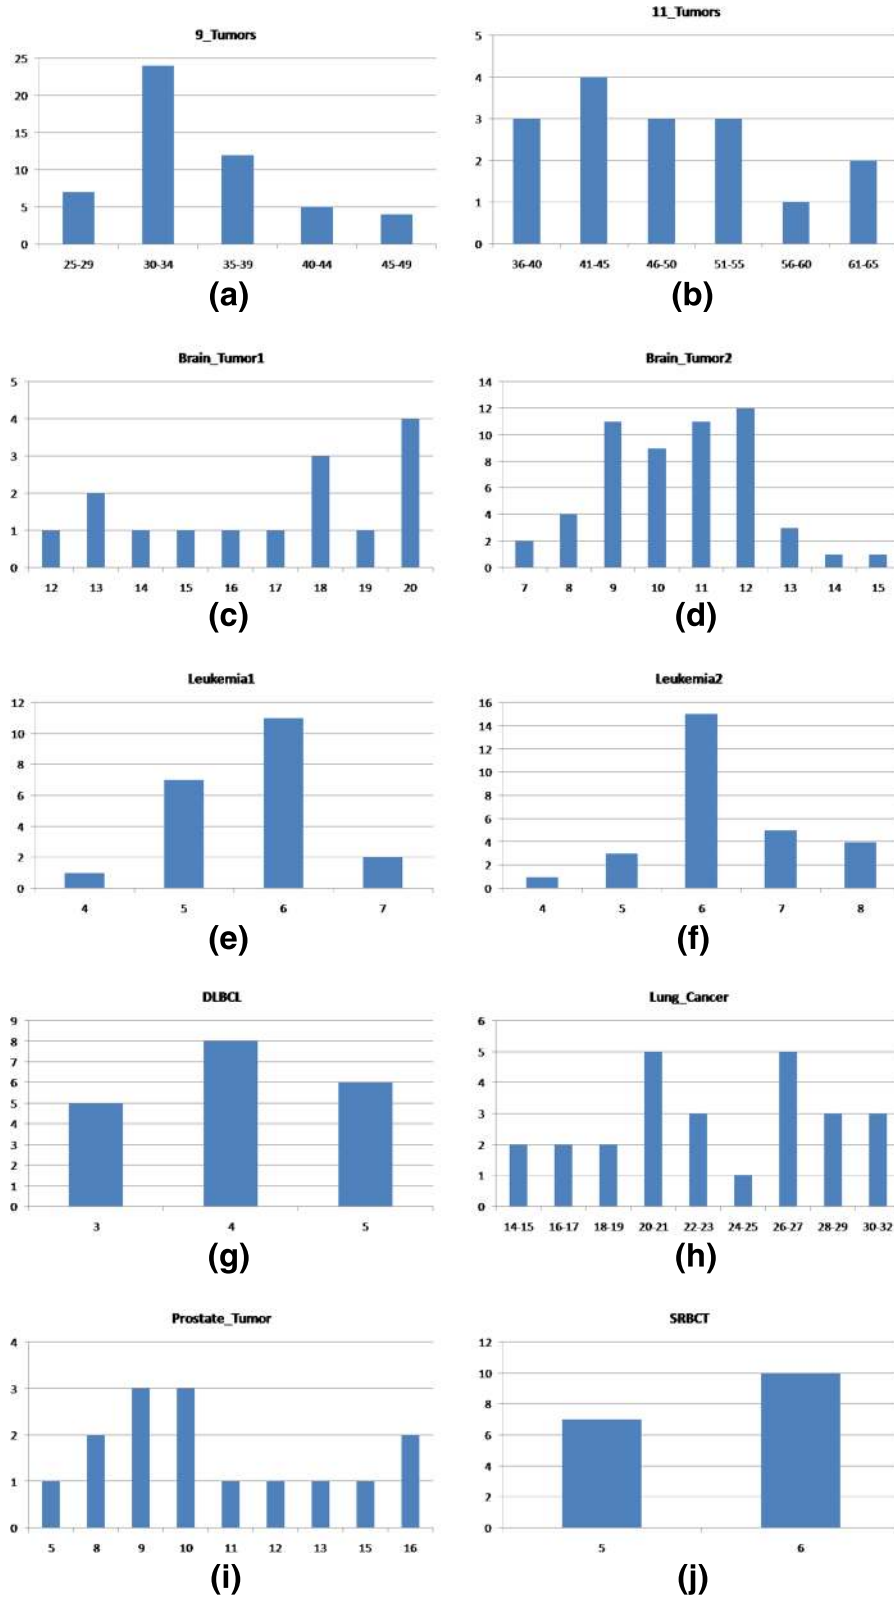 9_Tumors
25
20
15
10
5
0
25-29 30-34 35-39 40-44 45-49
(a)
11_Tumors
5
4
3
2
1
0
36-40 41-45 46-50 51-55 56-60 61-65
(b)
Brain_Tumor1
5
4
3
2
1
0
12 13 14 15 16 17 18 19 20
(c)
Brain_Tumor2
14
12
10
8
6
4
2
0
7 8 9 10 11 12 13 14 15
(d)
Leukemia1
12
10
8
6
4
2
0
4 5 6 7
(e)
Leukemia2
16
14
12
10
8
6
4
2
0
4 5 6 7 8
(f)
DLBCL
9
8
7
6
5
4
3
2
1
0
3 4 5
(g)
Lung_Cancer
6
5
4
3
2
1
0
14-15 16-17 18-19 20-21 22-23 24-25 26-27 28-29 30-32
(h)
Prostate_Tumor
4
3
2
1
0
5 8 9 10 11 12 13 15 16
(i)
SRBCT
12
10
8
6
4
2
0
5 6
(j)